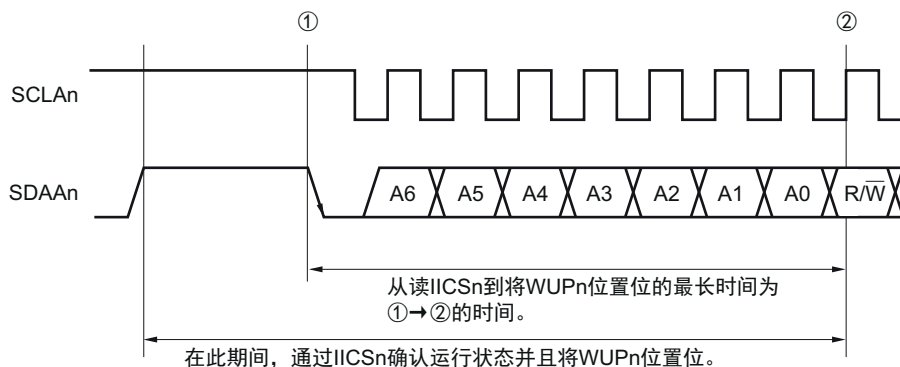 ① ②
SCLAn
SDAAn A6 A5 A4 A3 A2 A1 A0 R/W̅
从读IICSn到将WUPn位置位的最长时间为
①→②的时间。
在此期间，通过IICSn确认运行状态并且将WUPn位置位。